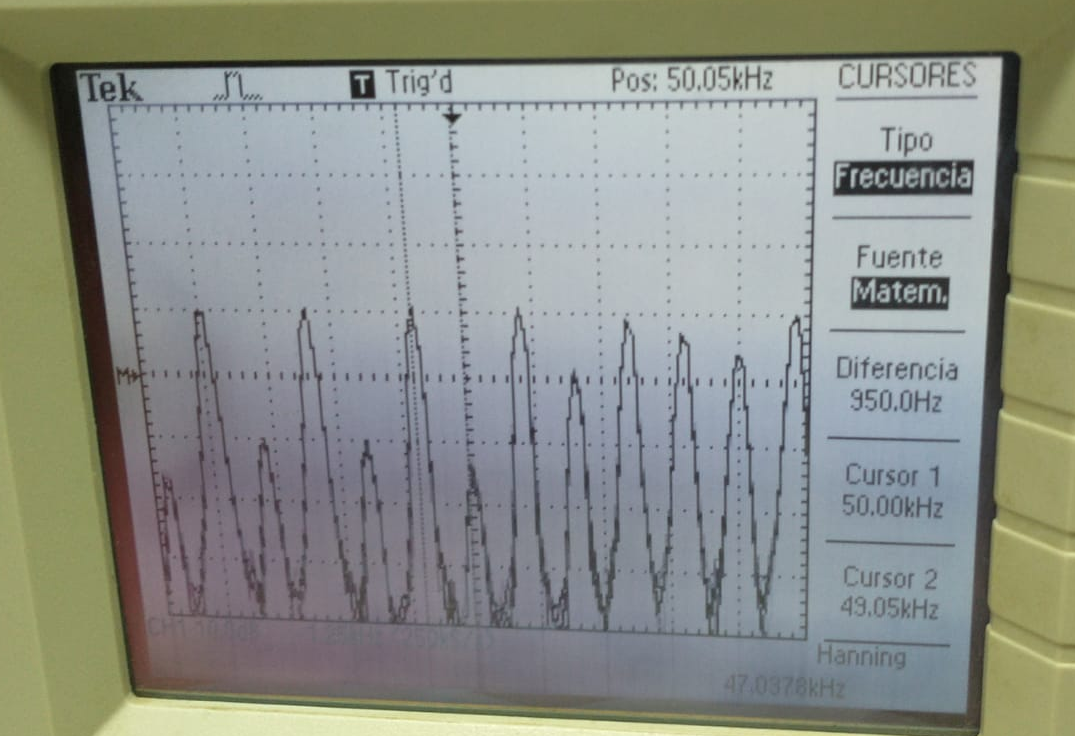 Tek
T Trig'd
Pos: 50.05kHz
CURSORES
Tipo
Frecuencia
Fuente
Matem.
Diferencia
950.0Hz
Cursor 1
50.00kHz
Cursor 2
49.05kHz
M
Hanning
47.0378kHz